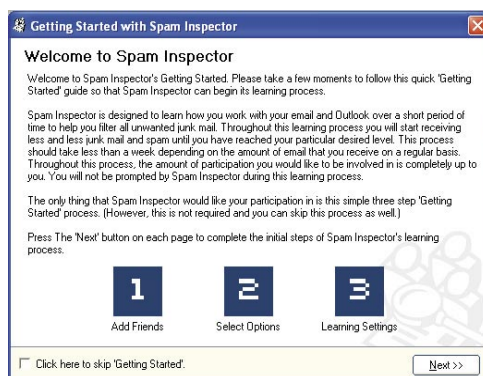 Getting Started with Spam Inspector
Welcome to Spam Inspector
Welcome to Spam Inspector's Getting Started. Please take a few moments to follow this quick 'Getting
Started' guide so that Spam Inspector can begin its learning process.
Spam Inspector is designed to learn how you work with your email and Outlook over a short period of
time to help you filter all unwanted junk mail. Throughout this learning process you will start receiving
less and less junk mail and spam until you have reached your particular desired level. This process
should take less than a week depending on the amount of email that you receive on a regular basis.
Throughout this process, the amount of participation you would like to be involved in is completely up
to you. You will not be prompted by Spam Inspector during this learning process.
The only thing that Spam Inspector would like your participation in is this simple three step 'Getting
Started' process. (However, this is not required and you can skip this process as well.)
Press The 'Next' button on each page to complete the initial steps of Spam Inspector's learning
process.
1 2 3
Add Friends Select Options Learning Settings
Click here to skip 'Getting Started'. Next >>